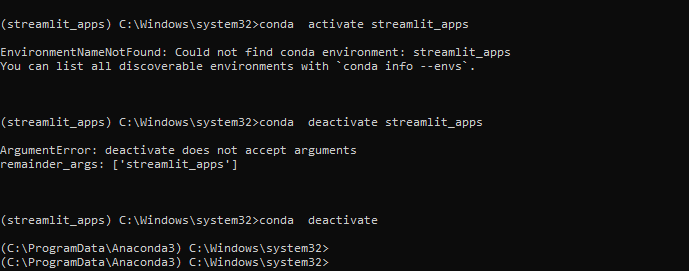 (streamlit_apps) C:\Windows\system32>conda  activate streamlit_apps
EnvironmentNameNotFound: Could not find conda environment: streamlit_apps
You can list all discoverable environments with `conda info --envs`.
(streamlit_apps) C:\Windows\system32>conda  deactivate streamlit_apps
ArgumentError: deactivate does not accept arguments
remainder_args: ['streamlit_apps']
(streamlit_apps) C:\Windows\system32>conda  deactivate
(C:\ProgramData\Anaconda3) C:\Windows\system32>
(C:\ProgramData\Anaconda3) C:\Windows\system32>